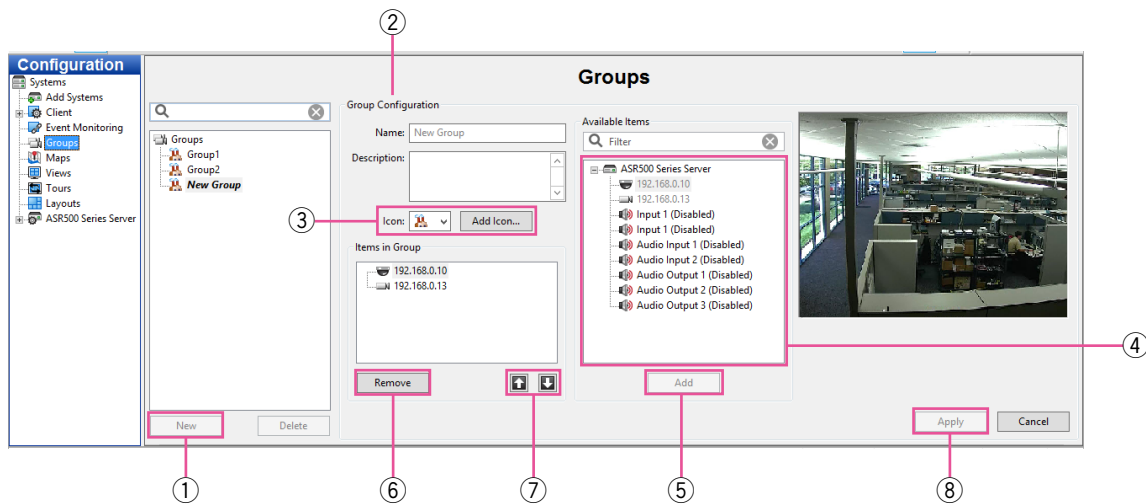 ②
Configuration
Systems
Add Systems
Client
Event Monitoring
Groups
Maps
Views
Tours
Layouts
ASR500 Series Server
Groups
Groups
Group1
Group2
New Group
New
Delete
Group Configuration
Name: New Group
Description:
③
Icon: Add Icon...
Items in Group
192.168.0.10
192.168.0.13
Remove
Available Items
Filter
ASR500 Series Server
192.168.0.10
192.168.0.13
Input 1 (Disabled)
Input 1 (Disabled)
Audio Input 1 (Disabled)
Audio Input 2 (Disabled)
Audio Output 1 (Disabled)
Audio Output 2 (Disabled)
Audio Output 3 (Disabled)
④
Add
Apply
Cancel
①
⑥
⑦
⑤
⑧